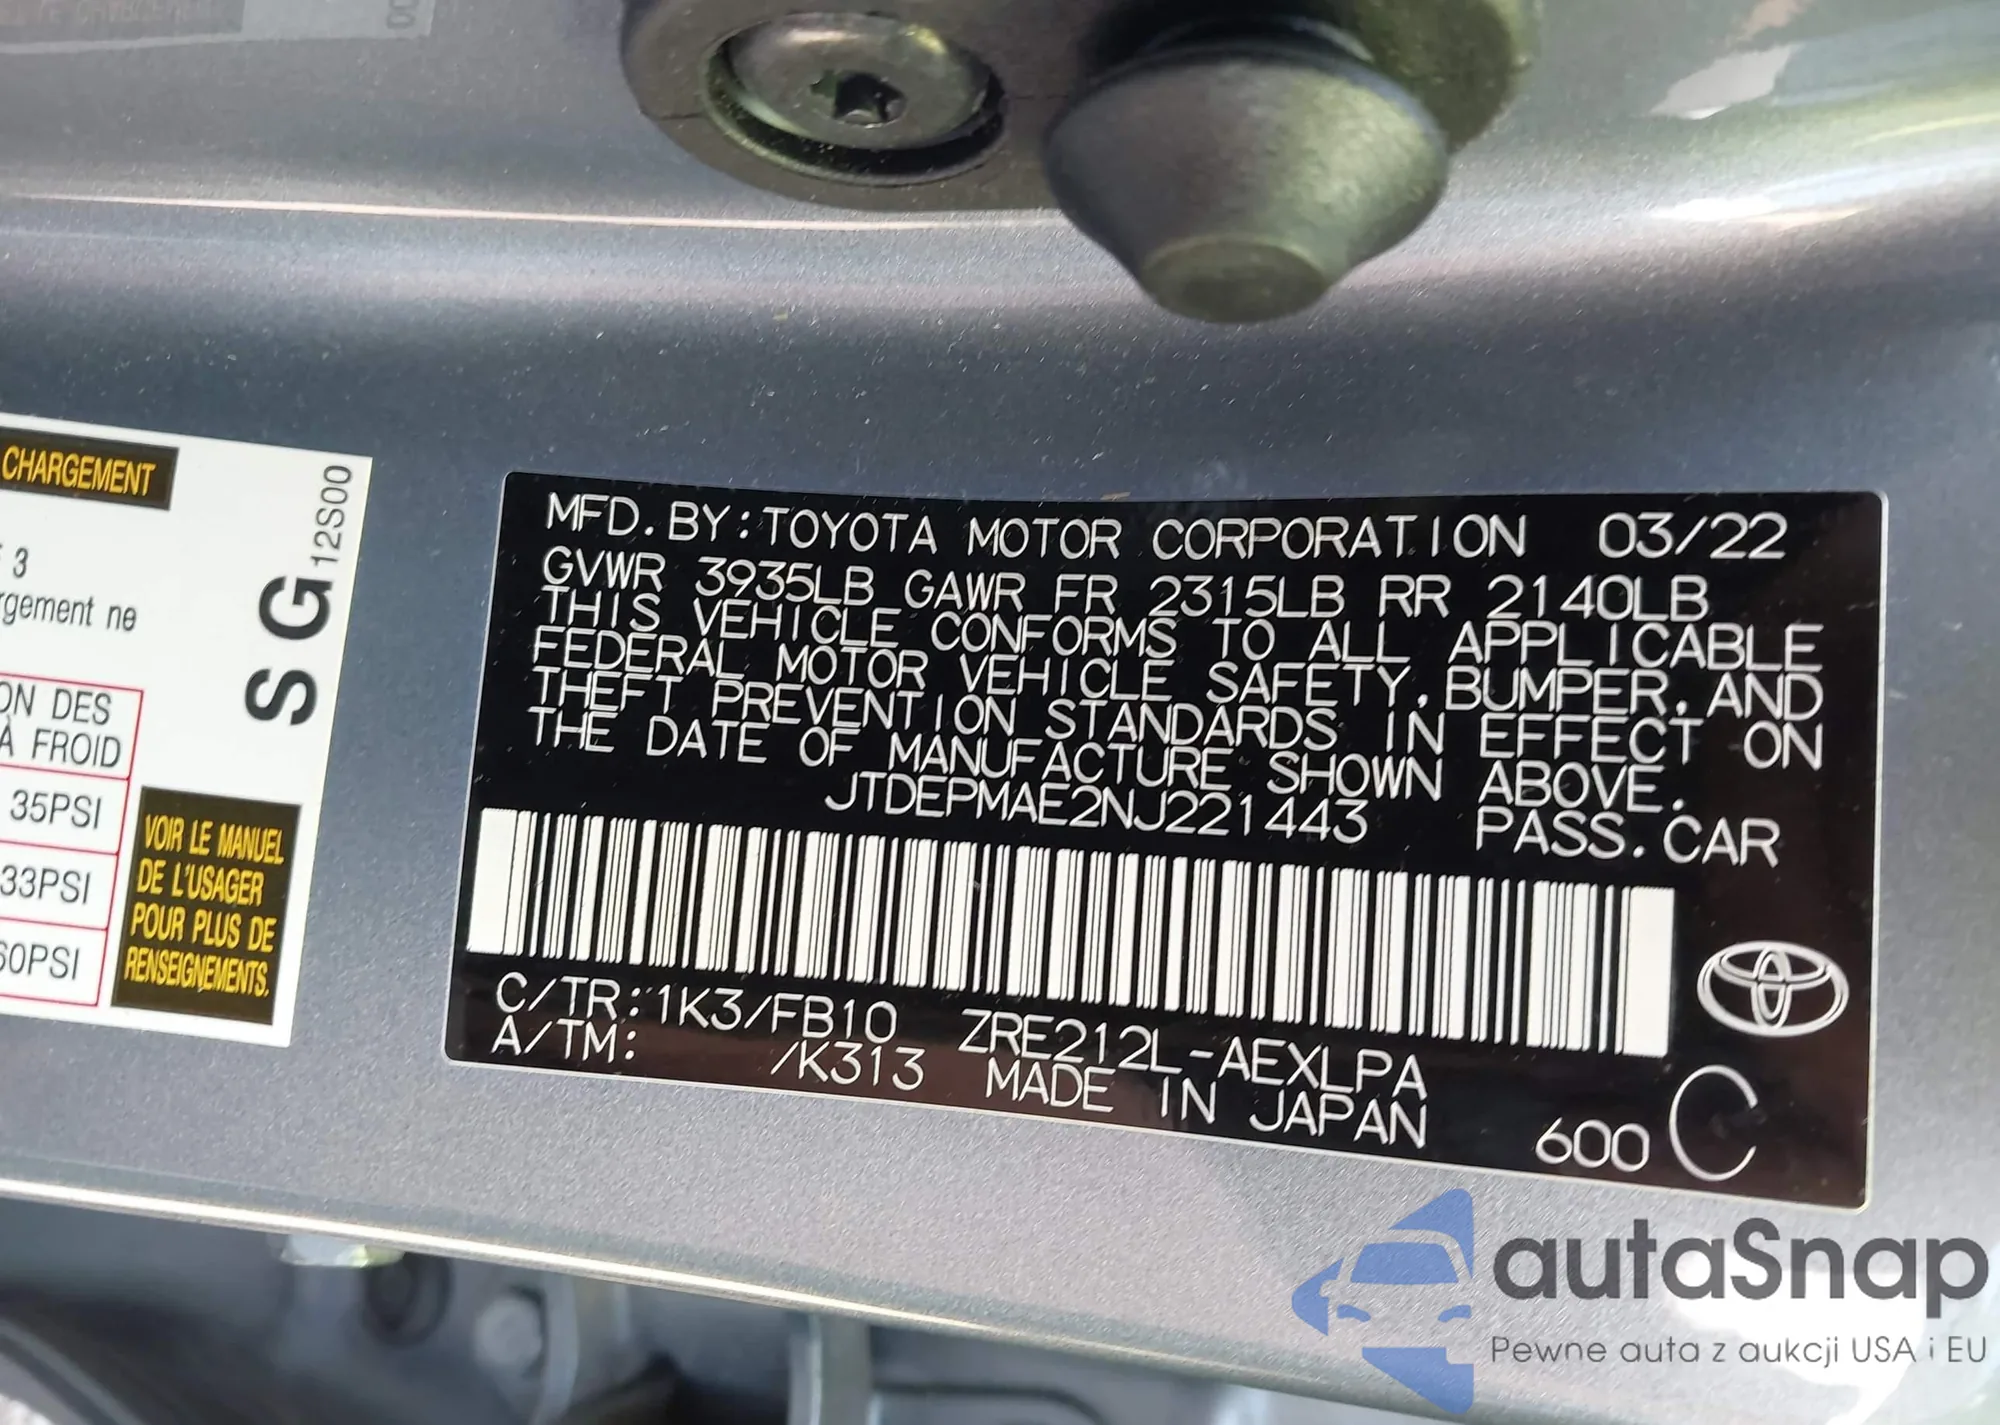 CHARGEMENT
3
rgement ne
ON DES
À FROID
35PSI
33PSI
60PSI
SG 12S00
VOIR LE MANUEL
DE L'USAGER
POUR PLUS DE
RENSEIGNEMENTS.
MFD. BY:TOYOTA MOTOR CORPORATION 03/22
GVWR 3935LB GAWR FR 2315LB RR 2140LB
THIS VEHICLE CONFORMS TO ALL APPLICABLE
FEDERAL MOTOR VEHICLE SAFETY, BUMPER, AND
THEFT PREVENTION STANDARDS IN EFFECT ON
THE DATE OF MANUFACTURE SHOWN ABOVE.
JTDEPMAE2NJ221443 PASS. CAR
C/TR:1K3/FB10 ZRE212L-AEXLPA
A/TM: /K313 MADE IN JAPAN
600 C
autaSnap
Pewne auta z aukcji USA i EU